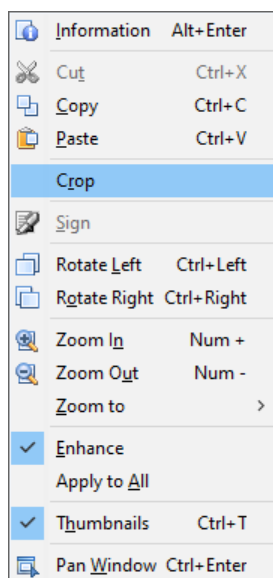 Information Alt+Enter
Cut Ctrl+X
Copy Ctrl+C
Paste Ctrl+V
Crop
Sign
Rotate Left Ctrl+Left
Rotate Right Ctrl+Right
Zoom In Num +
Zoom Out Num -
Zoom to >
Enhance
Apply to All
Thumbnails Ctrl+T
Pan Window Ctrl+Enter